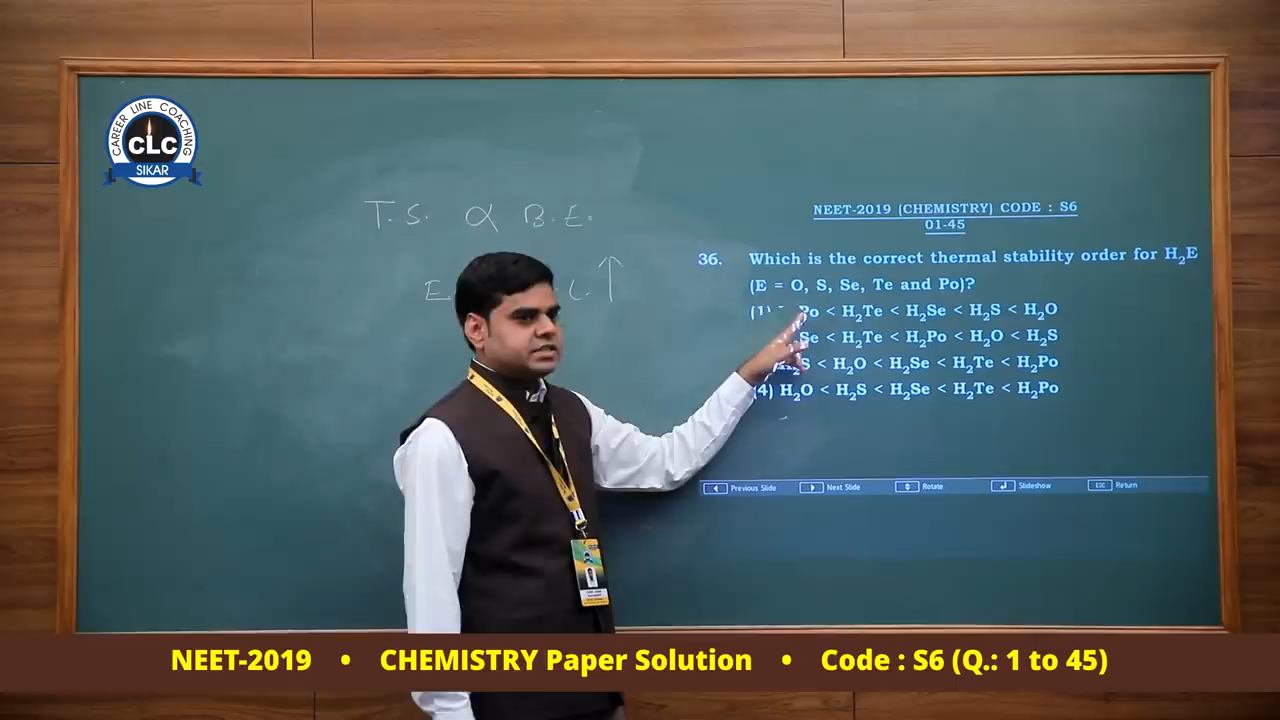 CAREER LINE COACHING
CLC
SIKAR
T.S. ∝ B.E.
NEET-2019 (CHEMISTRY) CODE : S6
01-45
36. Which is the correct thermal stability order for H₂E
(E = O, S, Se, Te and Po)?
Po < H₂Te < H₂Se < H₂S < H₂O
Se < H₂Te < H₂Po < H₂O < H₂S
S < H₂O < H₂Se < H₂Te < H₂Po
(4) H₂O < H₂S < H₂Se < H₂Te < H₂Po
Previous Slide Next Slide Rotate Slideshow ESC Return
NEET-2019 • CHEMISTRY Paper Solution • Code : S6 (Q.: 1 to 45)